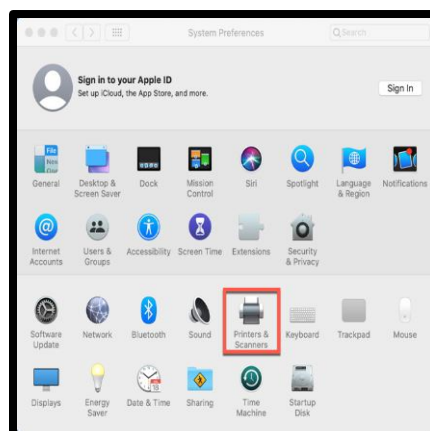 System Preferences
Search
Sign in to your Apple ID
Set up iCloud, the App Store, and more.
Sign In
File
New
General
Desktop &
Screen Saver
Dock
Mission
Control
Siri
Spotlight
Language
& Region
Notifications
Internet
Accounts
Users &
Groups
Accessibility
Screen Time
Extensions
Security
& Privacy
Software
Update
Network
Bluetooth
Sound
Printers &
Scanners
Keyboard
Trackpad
Mouse
Displays
Energy
Saver
Date & Time
Sharing
Time
Machine
Startup
Disk